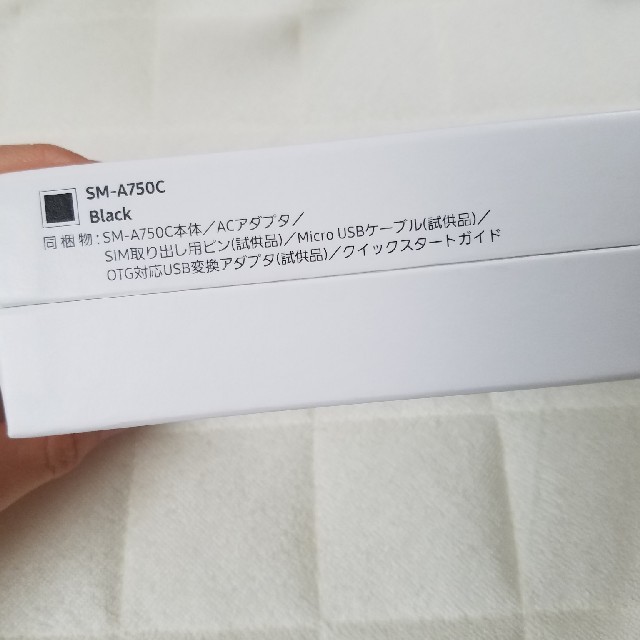 SM-A750C
Black
同梱物:SM-A750C本体/ACアダプタ/
SIM取り出し用ピン(試供品)/Micro USBケーブル(試供品)/
OTG対応USB変換アダプタ(試供品)/クイックスタートガイド